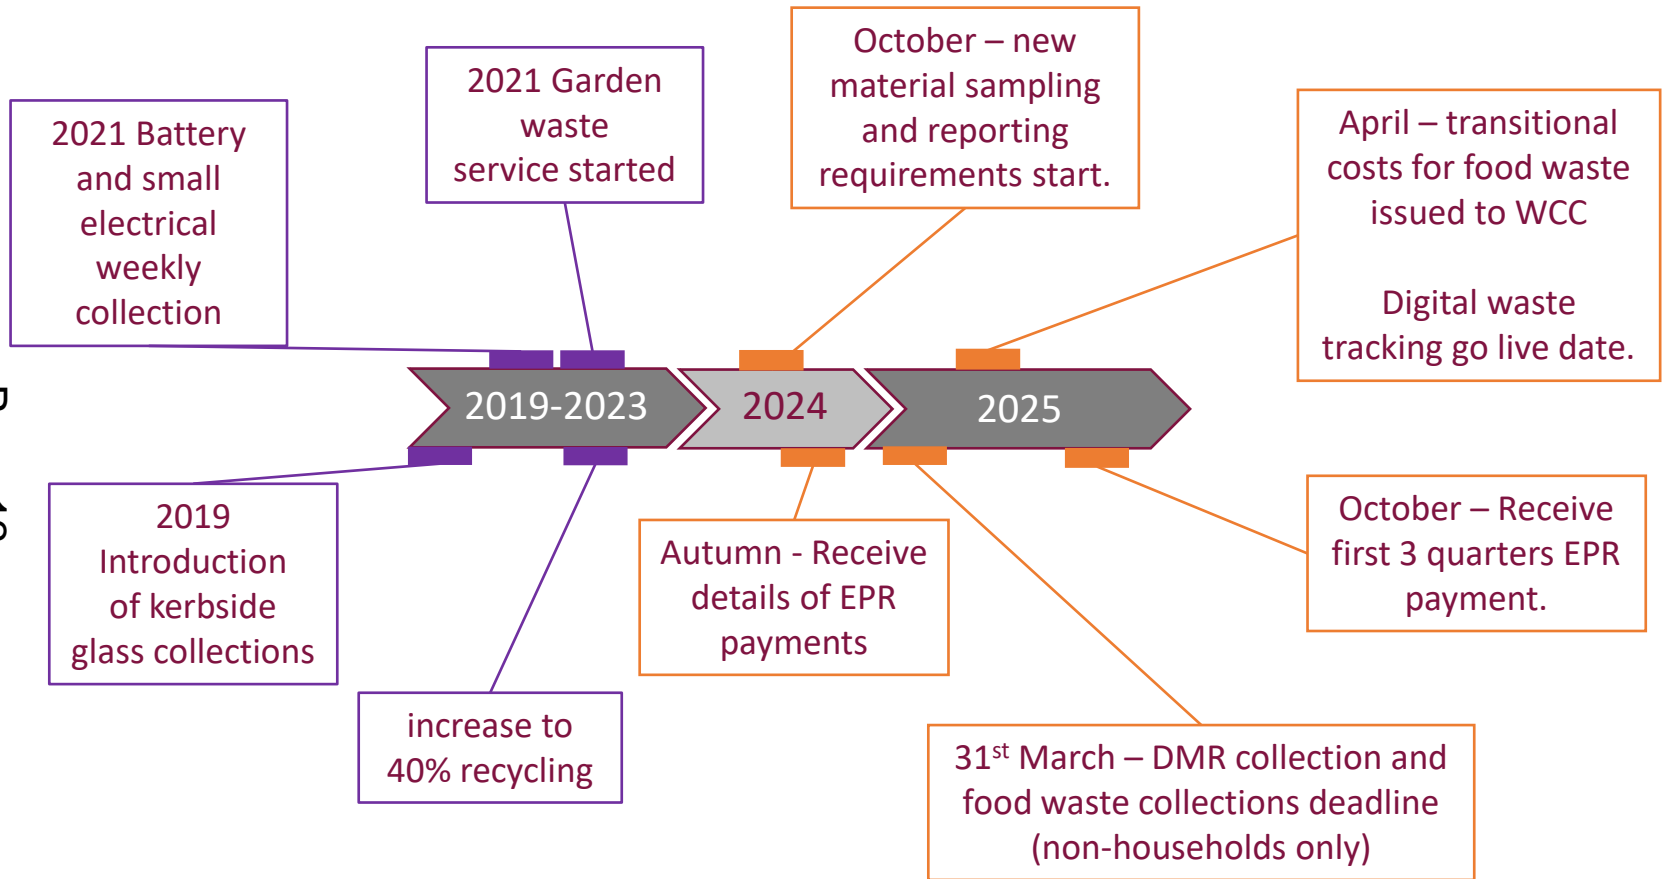 2021 Battery
and small
electrical
weekly
collection
2021 Garden
waste
service started
October – new
material sampling
and reporting
requirements start.
April – transitional
costs for food waste
issued to WCC
Digital waste
tracking go live date.
2019-2023
2024
2025
2019
Introduction
of kerbside
glass collections
increase to
40% recycling
Autumn - Receive
details of EPR
payments
31st March – DMR collection and
food waste collections deadline
(non-households only)
October – Receive
first 3 quarters EPR
payment.